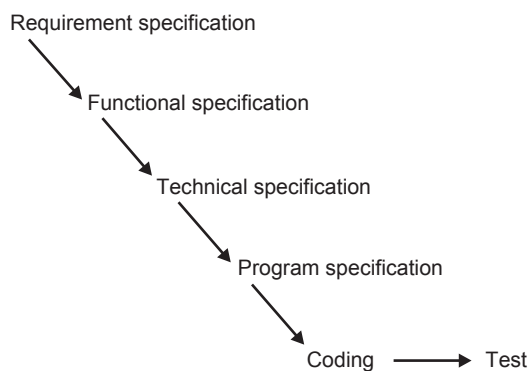 Requirement specification
Functional specification
Technical specification
Program specification
Coding
Test